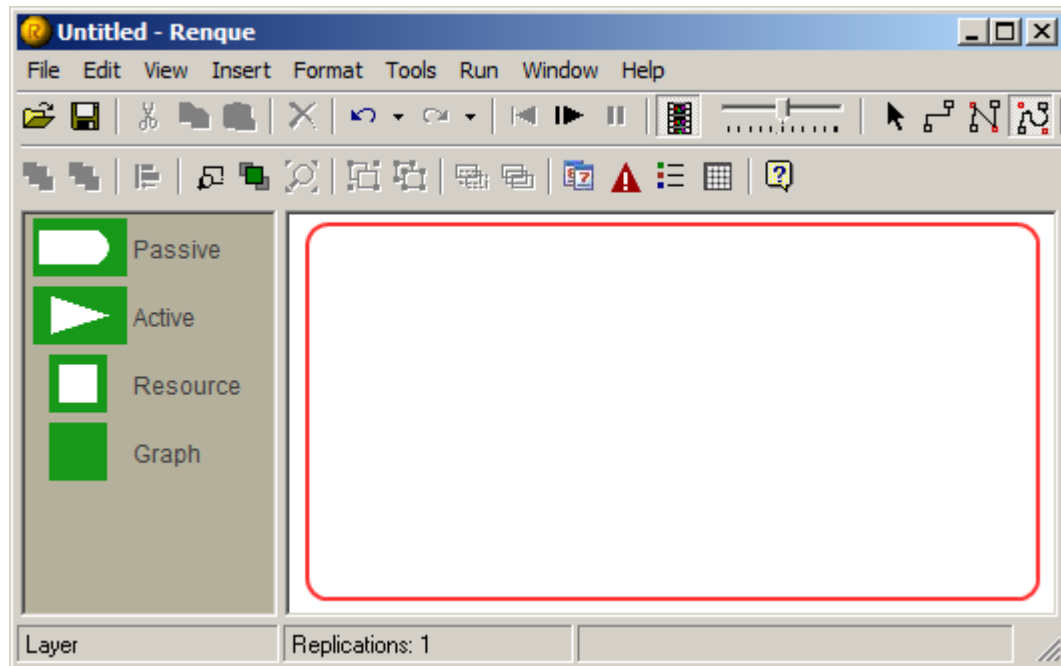 Untitled - Renque
File Edit View Insert Format Tools Run Window Help
Passive
Active
Resource
Graph
Layer Replications: 1